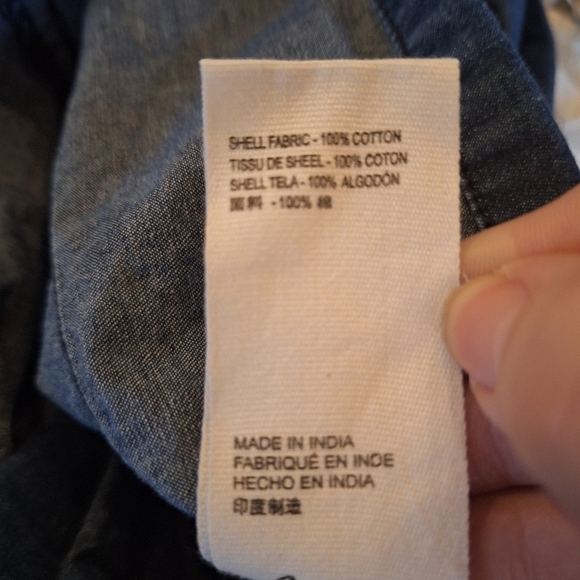 SHELL FABRIC - 100% COTTON
TISSU DE SHEEL - 100% COTON
SHELL TELA - 100% ALGODÓN
面料 - 100% 棉
MADE IN INDIA
FABRIQUÉ EN INDE
HECHO EN INDIA
印度制造